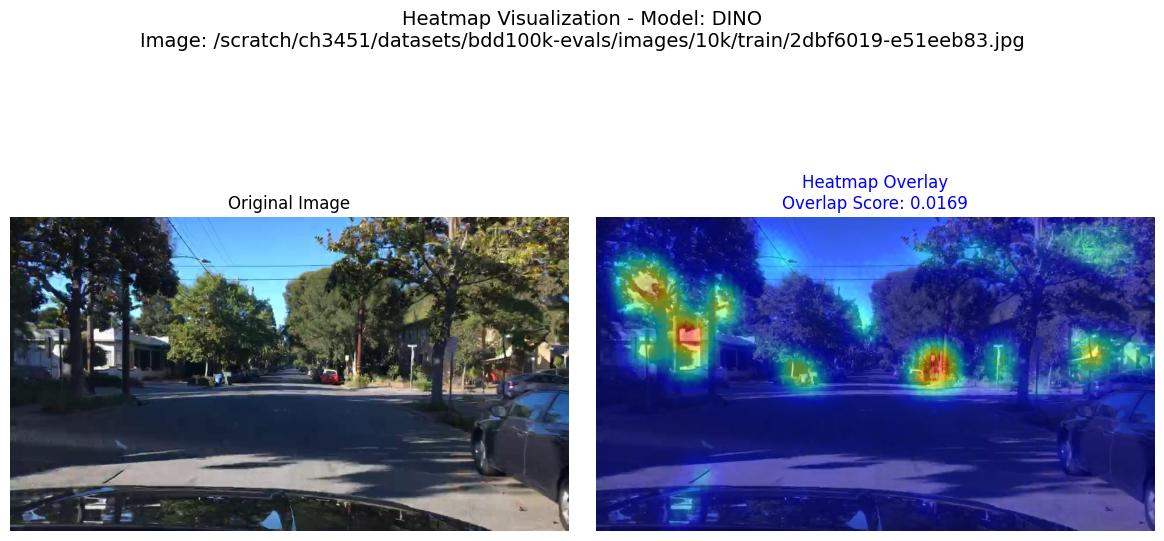 Heatmap Visualization - Model: DINO
Image: /scratch/ch3451/datasets/bdd100k-evals/images/10k/train/2dbf6019-e51eeb83.jpg
Original Image
Heatmap Overlay
Overlap Score: 0.0169